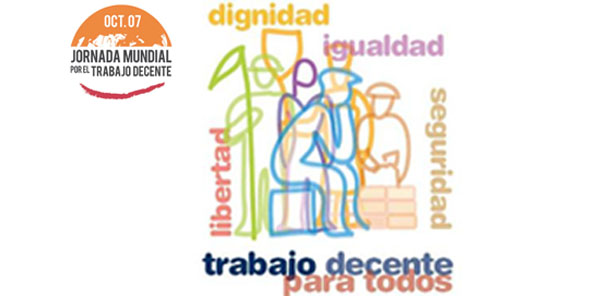 OCT. 07
JORNADA MUNDIAL
POR EL TRABAJO DECENTE
dignidad
igualdad
seguridad
libertad
trabajo decente
para todos